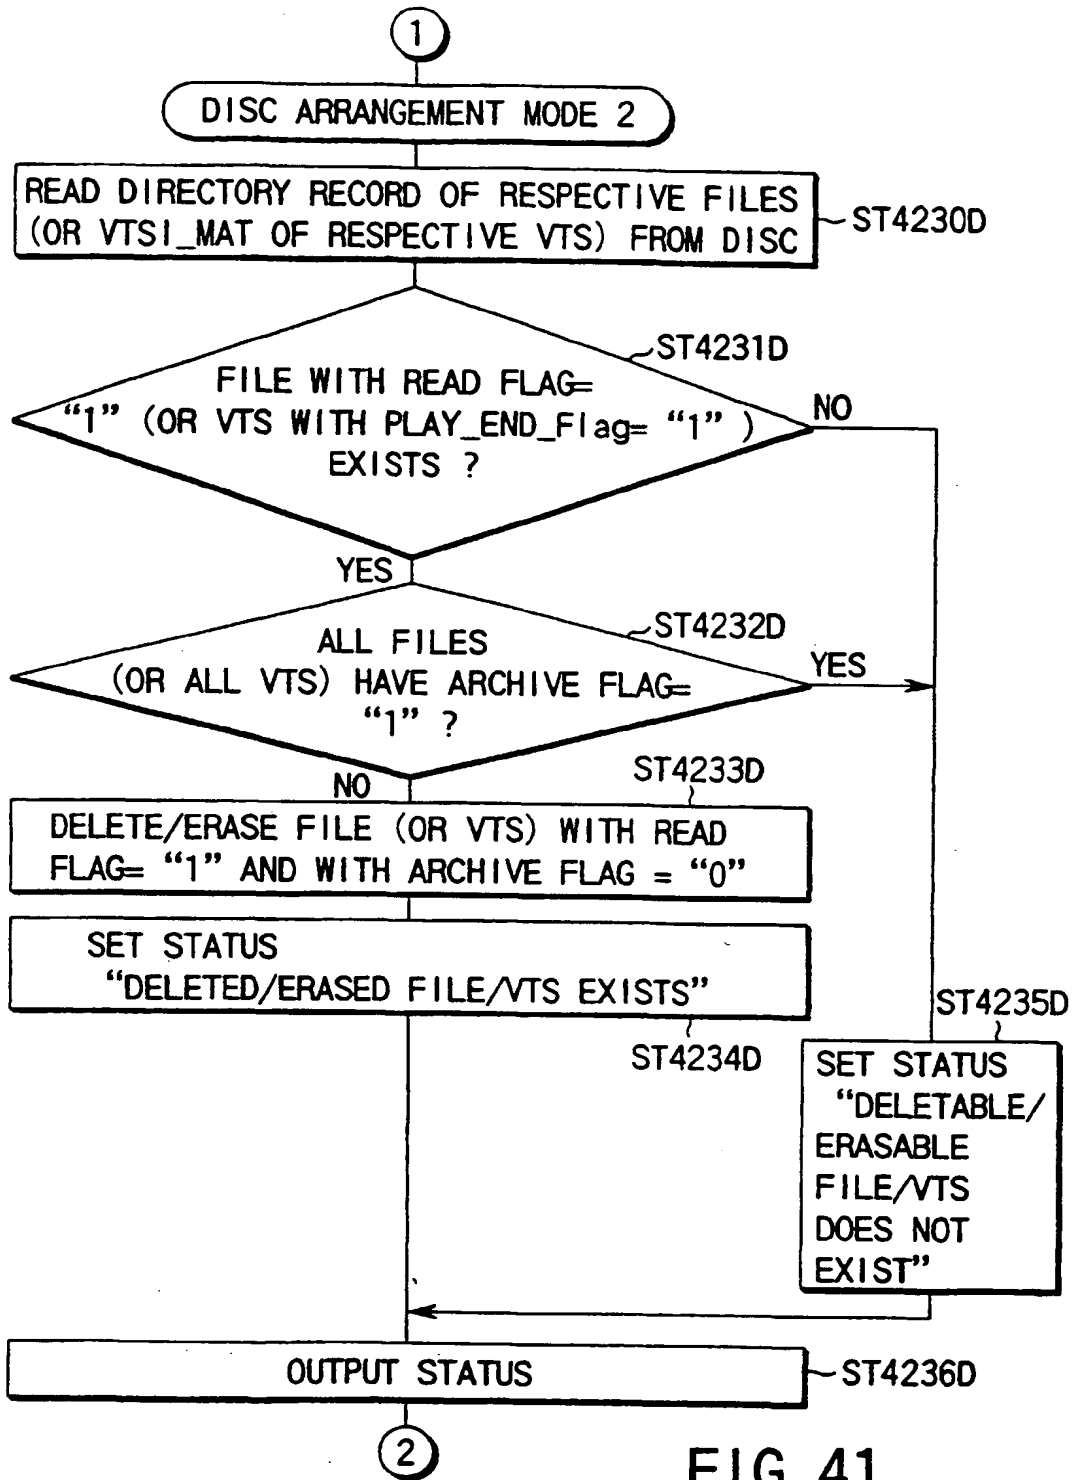 1
DISC ARRANGEMENT MODE 2
READ DIRECTORY RECORD OF RESPECTIVE FILES
(OR VTSI_MAT OF RESPECTIVE VTS) FROM DISC
ST4230D
ST4231D
FILE WITH READ FLAG=
“1” (OR VTS WITH PLAY_END_Flag= “1” )
EXISTS ?
NO
YES
ST4232D
ALL FILES
(OR ALL VTS) HAVE ARCHIVE FLAG=
“1” ?
YES
NO
ST4233D
DELETE/ERASE FILE (OR VTS) WITH READ
FLAG= “1” AND WITH ARCHIVE FLAG = “0”
SET STATUS
“DELETED/ERASED FILE/VTS EXISTS”
ST4234D
ST4235D
SET STATUS
“DELETABLE/
ERASABLE
FILE/VTS
DOES NOT
EXIST”
OUTPUT STATUS
ST4236D
2
FIG. 41